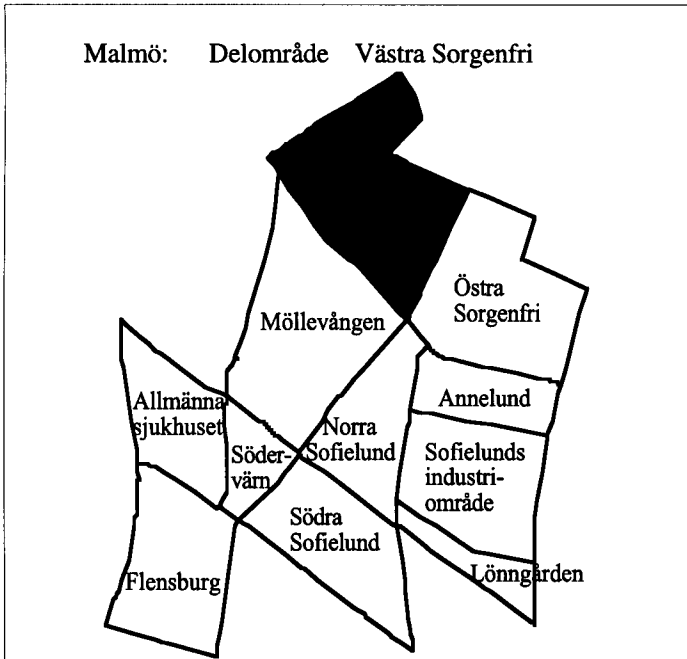 Malmö: Delområde Västra Sorgenfri
Östra
Sorgenfri
Möllevången
Annelund
Allmänna
sjukhuset
Norra
Sofielund
Söder-
värn
Sofielunds
industri-
område
Södra
Sofielund
Flensburg
Lönngården